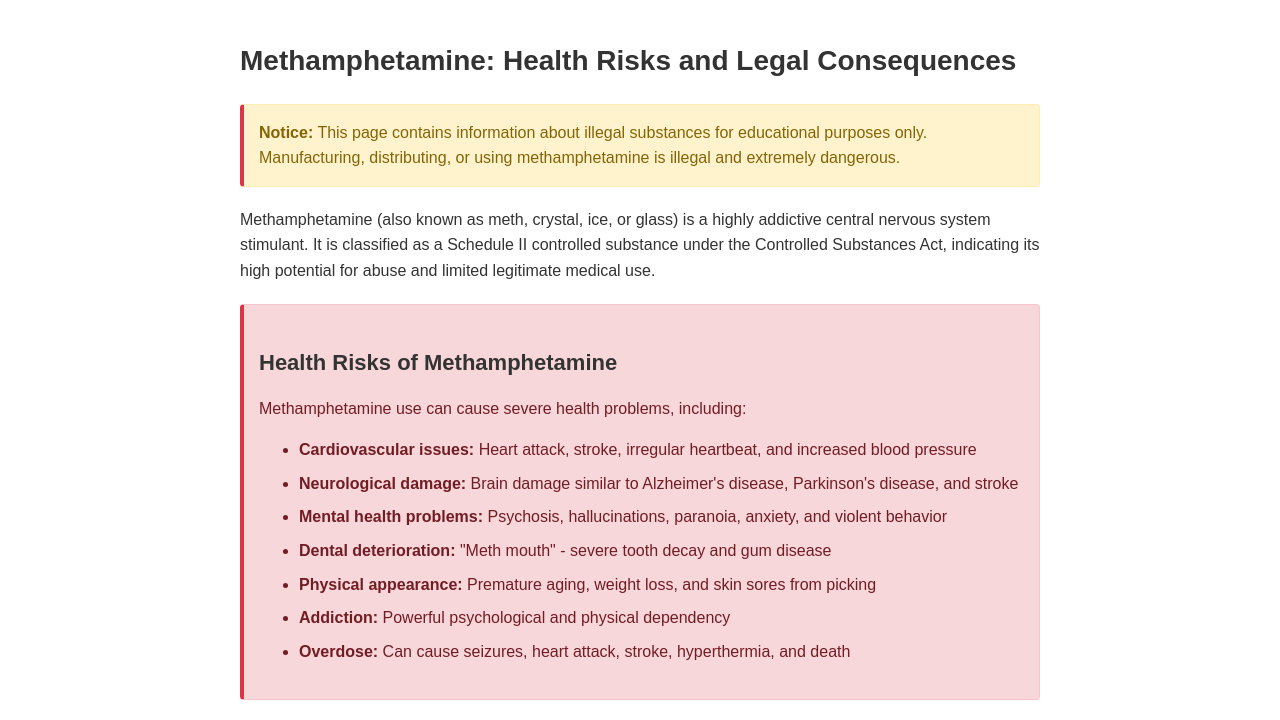 Methamphetamine: Health Risks and Legal Consequences
Notice: This page contains information about illegal substances for educational purposes only.
Manufacturing, distributing, or using methamphetamine is illegal and extremely dangerous.
Methamphetamine (also known as meth, crystal, ice, or glass) is a highly addictive central nervous system
stimulant. It is classified as a Schedule II controlled substance under the Controlled Substances Act, indicating its
high potential for abuse and limited legitimate medical use.
Health Risks of Methamphetamine
Methamphetamine use can cause severe health problems, including:
• Cardiovascular issues: Heart attack, stroke, irregular heartbeat, and increased blood pressure
• Neurological damage: Brain damage similar to Alzheimer's disease, Parkinson's disease, and stroke
• Mental health problems: Psychosis, hallucinations, paranoia, anxiety, and violent behavior
• Dental deterioration: "Meth mouth" - severe tooth decay and gum disease
• Physical appearance: Premature aging, weight loss, and skin sores from picking
• Addiction: Powerful psychological and physical dependency
• Overdose: Can cause seizures, heart attack, stroke, hyperthermia, and death